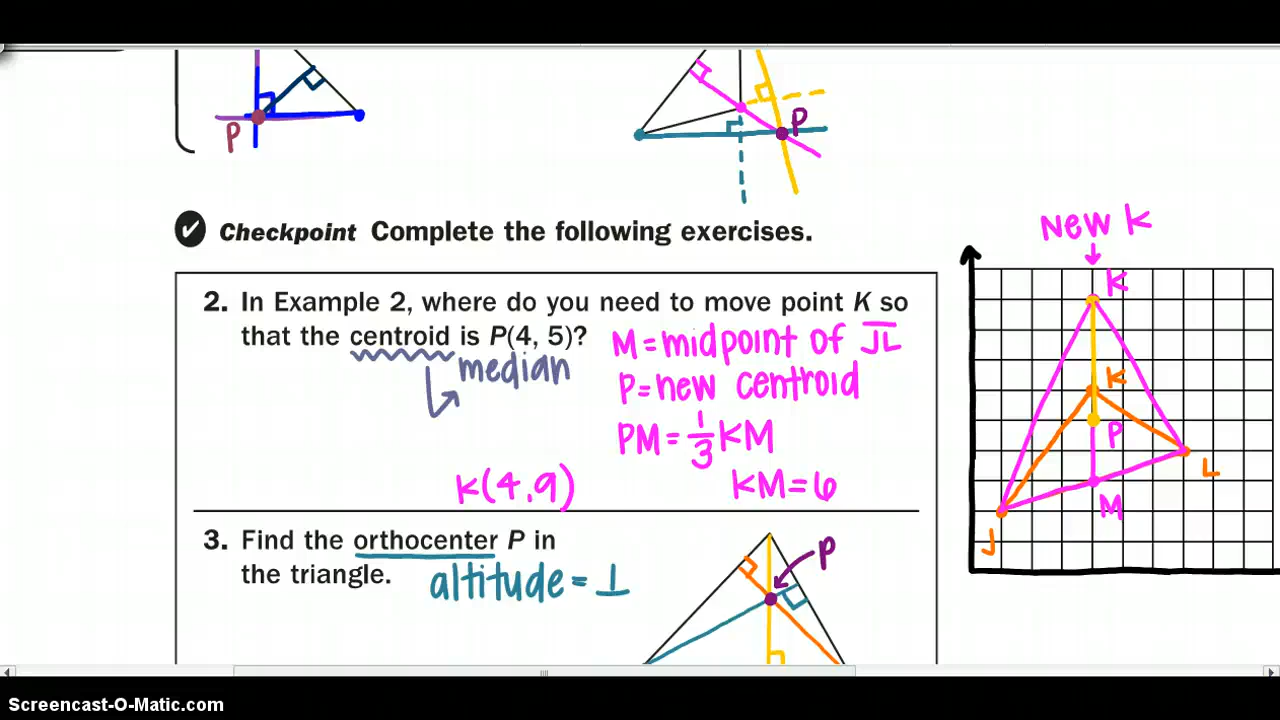 P
P
✔ Checkpoint Complete the following exercises.
2. In Example 2, where do you need to move point K so
that the centroid is P(4, 5)?
median
M = midpoint of J̅L̅
P = new centroid
PM = 1/3 KM
K(4,9)
KM = 6
3. Find the orthocenter P in
the triangle.
altitude = ⊥
P
New K
K
K
P
L
M
J
Screencast-O-Matic.com